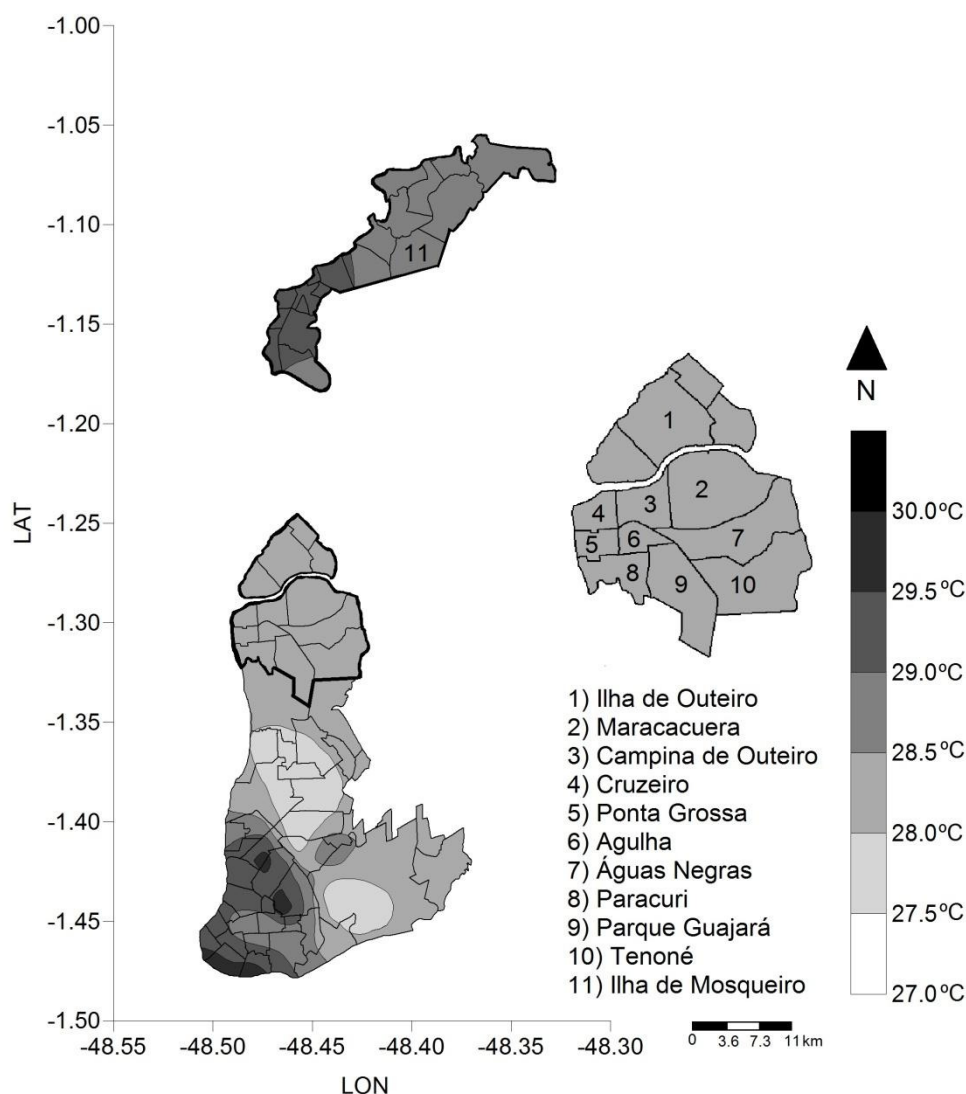 -1.00
-1.05
-1.10
-1.15
-1.20
-1.25
-1.30
-1.35
-1.40
-1.45
-1.50
LAT
-48.55
-48.50
-48.45
-48.40
-48.35
-48.30
LON
11
1
2
3
4
5
6
7
8
9
10
N
30.0ºC
29.5ºC
29.0ºC
28.5ºC
28.0ºC
27.5ºC
27.0ºC
1) Ilha de Outeiro
2) Maracacuera
3) Campina de Outeiro
4) Cruzeiro
5) Ponta Grossa
6) Agulha
7) Águas Negras
8) Paracuri
9) Parque Guajará
10) Tenoné
11) Ilha de Mosqueiro
0 3.6 7.3 11 km